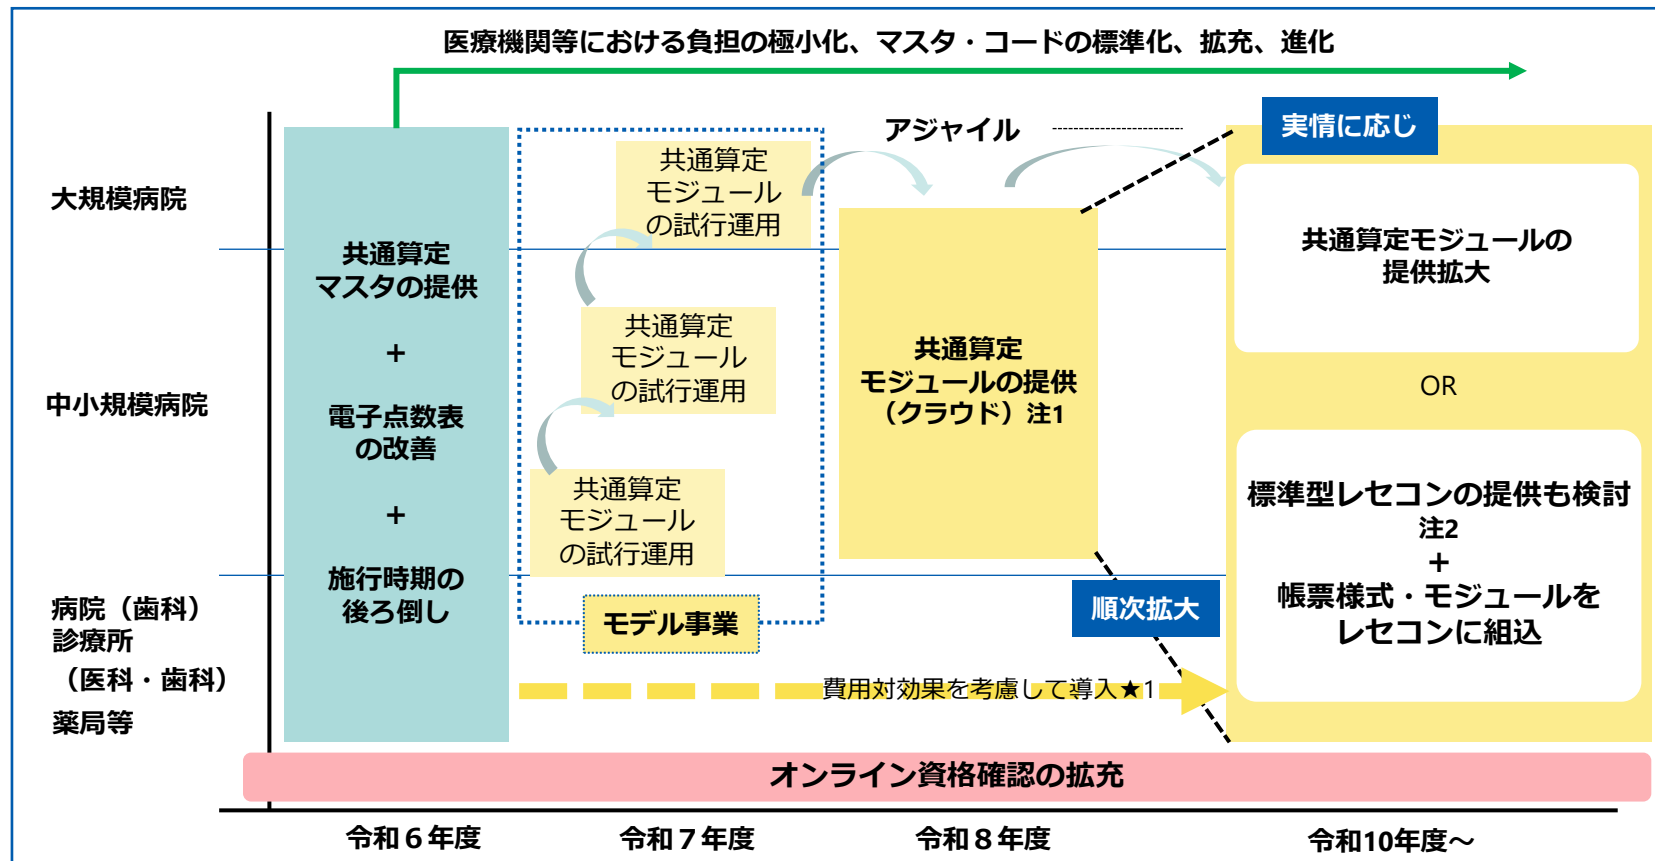 医療機関等における負担の極小化、マスタ・コードの標準化、拡充、進化
大規模病院
中小規模病院
病院（歯科）
診療所
（医科・歯科）
薬局等
共通算定
マスタの提供
+
電子点数表
の改善
+
施行時期の
後ろ倒し
共通算定
モジュール
の試行運用
共通算定
モジュール
の試行運用
共通算定
モジュール
の試行運用
モデル事業
アジャイル
共通算定
モジュールの提供
（クラウド）注1
順次拡大
費用対効果を考慮して導入★1
実情に応じ
共通算定モジュールの
提供拡大
OR
標準型レセコンの提供も検討
注2
+
帳票様式・モジュールを
レセコンに組込
オンライン資格確認の拡充
令和６年度
令和７年度
令和８年度
令和10年度～